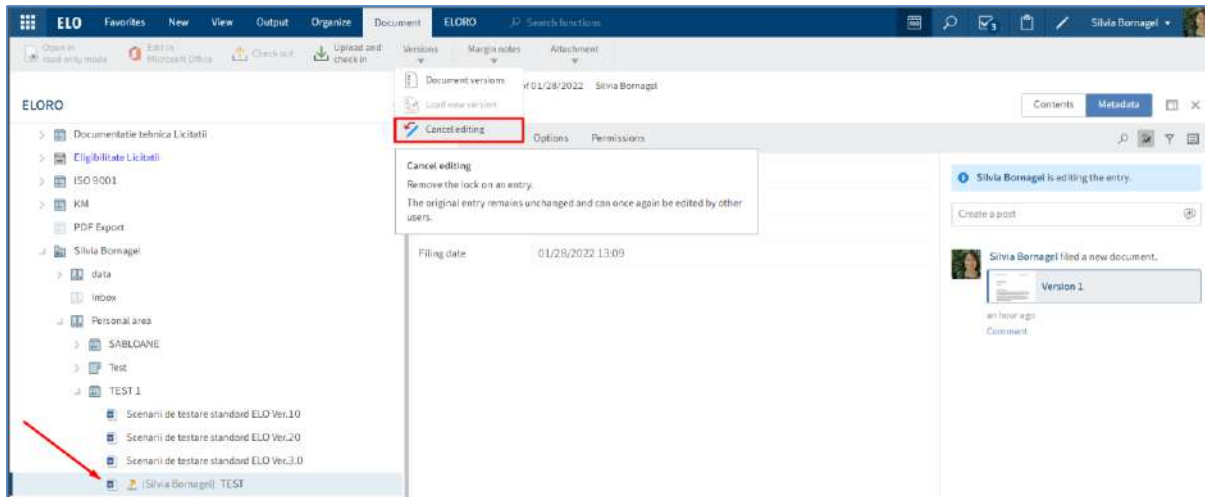 ELO Favorites New View Output Organize Document ELORO Search functions Silvia Bornagel
Open in read only mode
Edit in Microsoft Office
Check out
Upload and check in
Versions
Margin notes
Attachment
Document versions
of 01/28/2022 Silvia Bornagel
Load new version
Cancel editing
ELORO
Contents Metadata
Options Permissions
Documentatie tehnica Licitatii
Eligibilitate Licitatii
ISO 9001
KM
PDF Export
Silvia Bornagel
data
Inbox
Personal area
SABLOANE
Test
TEST 1
Scenarii de testare standard ELO Ver.10
Scenarii de testare standard ELO Ver.20
Scenarii de testare standard ELO Ver.3.0
(Silvia Bornagel) TEST
Cancel editing
Remove the lock on an entry.
The original entry remains unchanged and can once again be edited by other
users.
Filing date 01/28/2022 13:09
Silvia Bornagel is editing the entry.
Create a post
Silvia Bornagel filed a new document.
Version 1
an hour ago
Comment